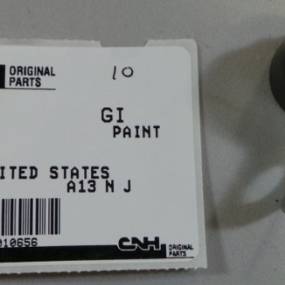 ORIGINAL
PARTS
10
GI
PAINT
ITED STATES
A13 N J
010656
CNH ORIGINAL
PARTS